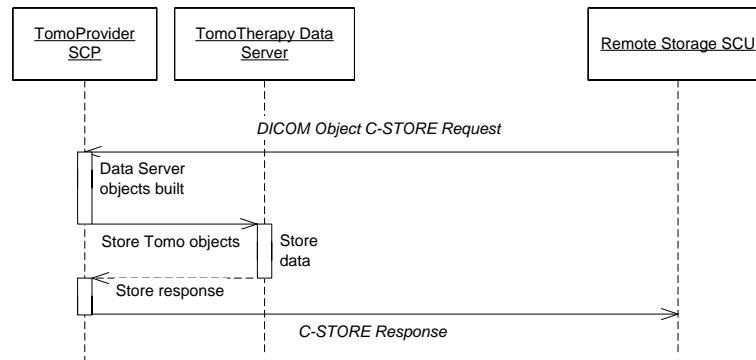 TomoProvider
SCP
TomoTherapy Data
Server
Remote Storage SCU
DICOM Object C-STORE Request
Data Server
objects built
Store Tomo objects
Store
data
Store response
C-STORE Response